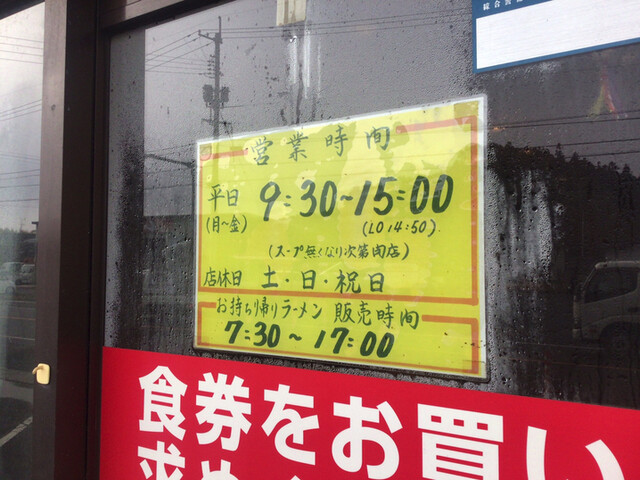 営業時間
平日 9:30~15:00
(月~金) (LO 14:50).
(スープ無くなり次第閉店)
店休日 土・日・祝日
お持ち帰りラーメン 販売時間
7:30~17:00
食券をお買い
求め